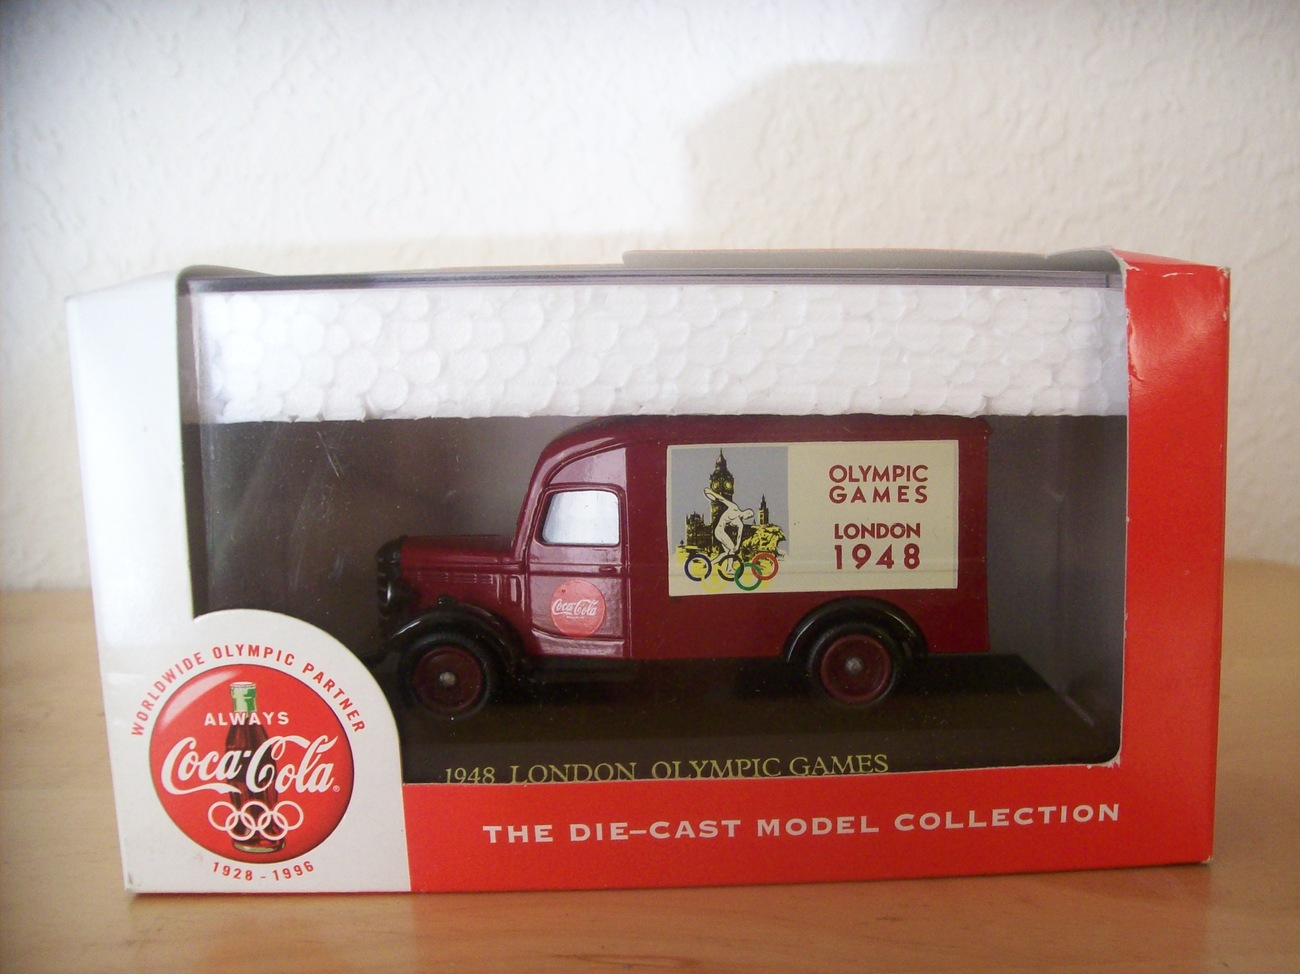 OLYMPIC
GAMES
LONDON
1948
Coca-Cola
1948 LONDON OLYMPIC GAMES
WORLDWIDE OLYMPIC PARTNER
ALWAYS
Coca-Cola®
1928 - 1996
THE DIE-CAST MODEL COLLECTION